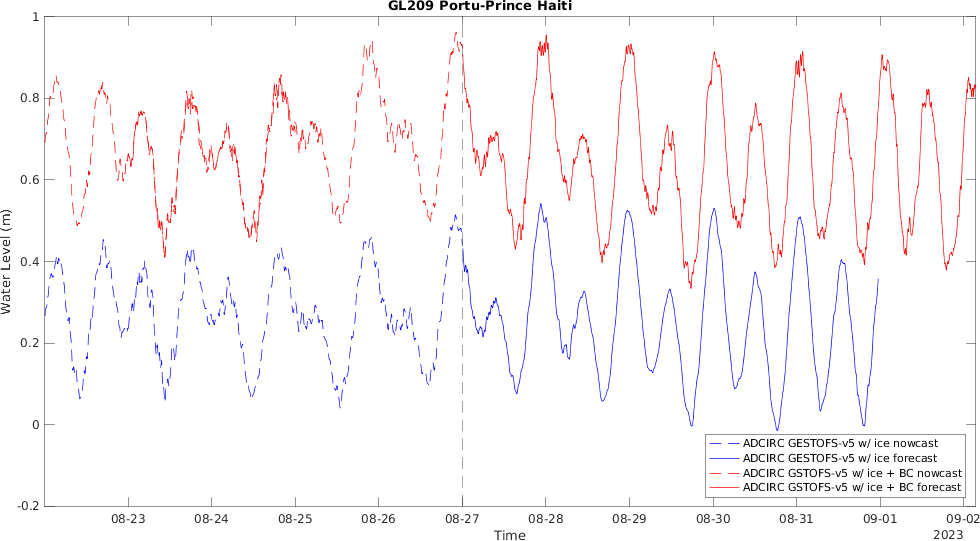 GL209 Portu-Prince Haiti
1
0.8
0.6
0.4
0.2
0
-0.2
Water Level (m)
ADCIRC GESTOFS-v5 w/ ice nowcast
ADCIRC GESTOFS-v5 w/ ice forecast
ADCIRC GSTOFS-v5 w/ ice + BC nowcast
ADCIRC GSTOFS-v5 w/ ice + BC forecast
08-23 08-24 08-25 08-26 08-27 08-28 08-29 08-30 08-31 09-01 09-02
Time
2023